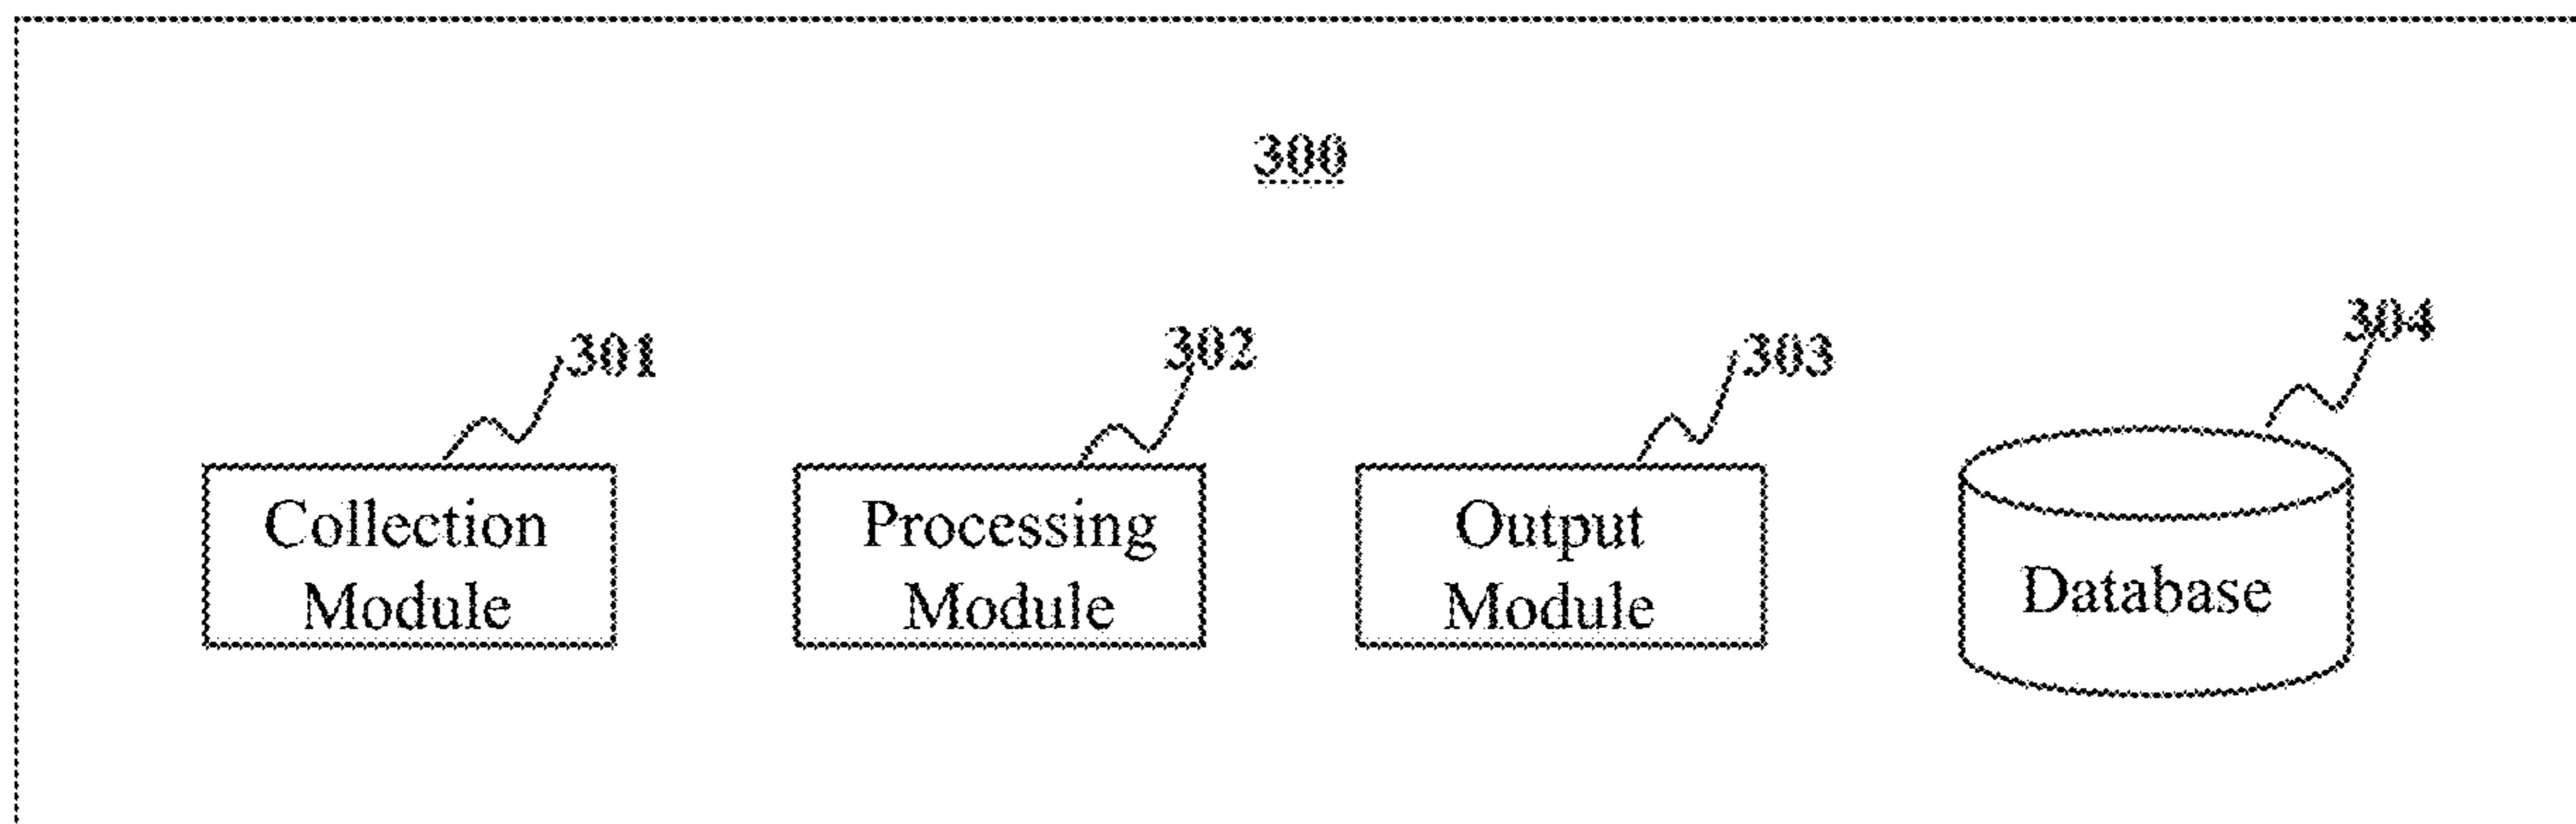 300
301
302
303
304
Collection
Module
Processing
Module
Output
Module
Database